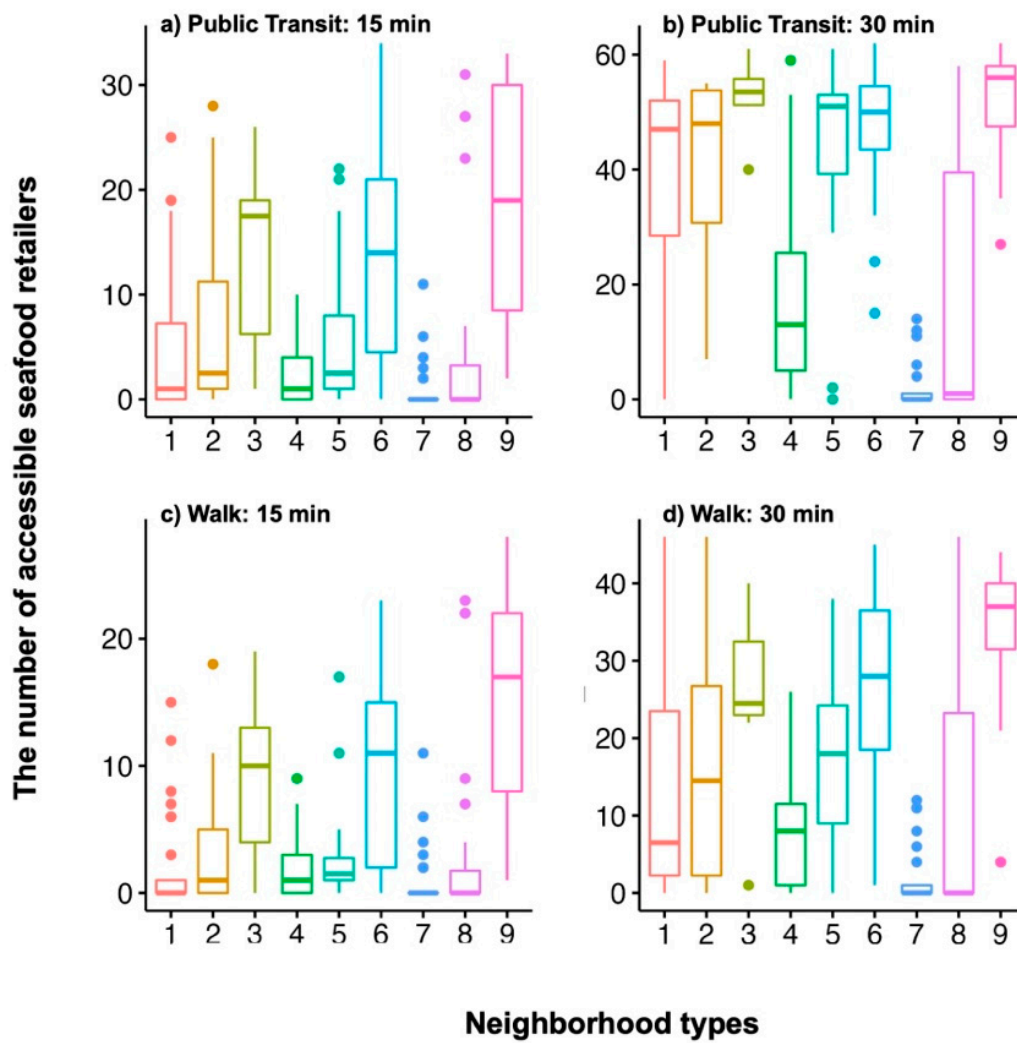 The number of accessible seafood retailers
a) Public Transit: 15 min
30
20
10
0
1 2 3 4 5 6 7 8 9
b) Public Transit: 30 min
60
40
20
0
1 2 3 4 5 6 7 8 9
c) Walk: 15 min
20
10
0
1 2 3 4 5 6 7 8 9
d) Walk: 30 min
40
30
20
10
0
1 2 3 4 5 6 7 8 9
Neighborhood types